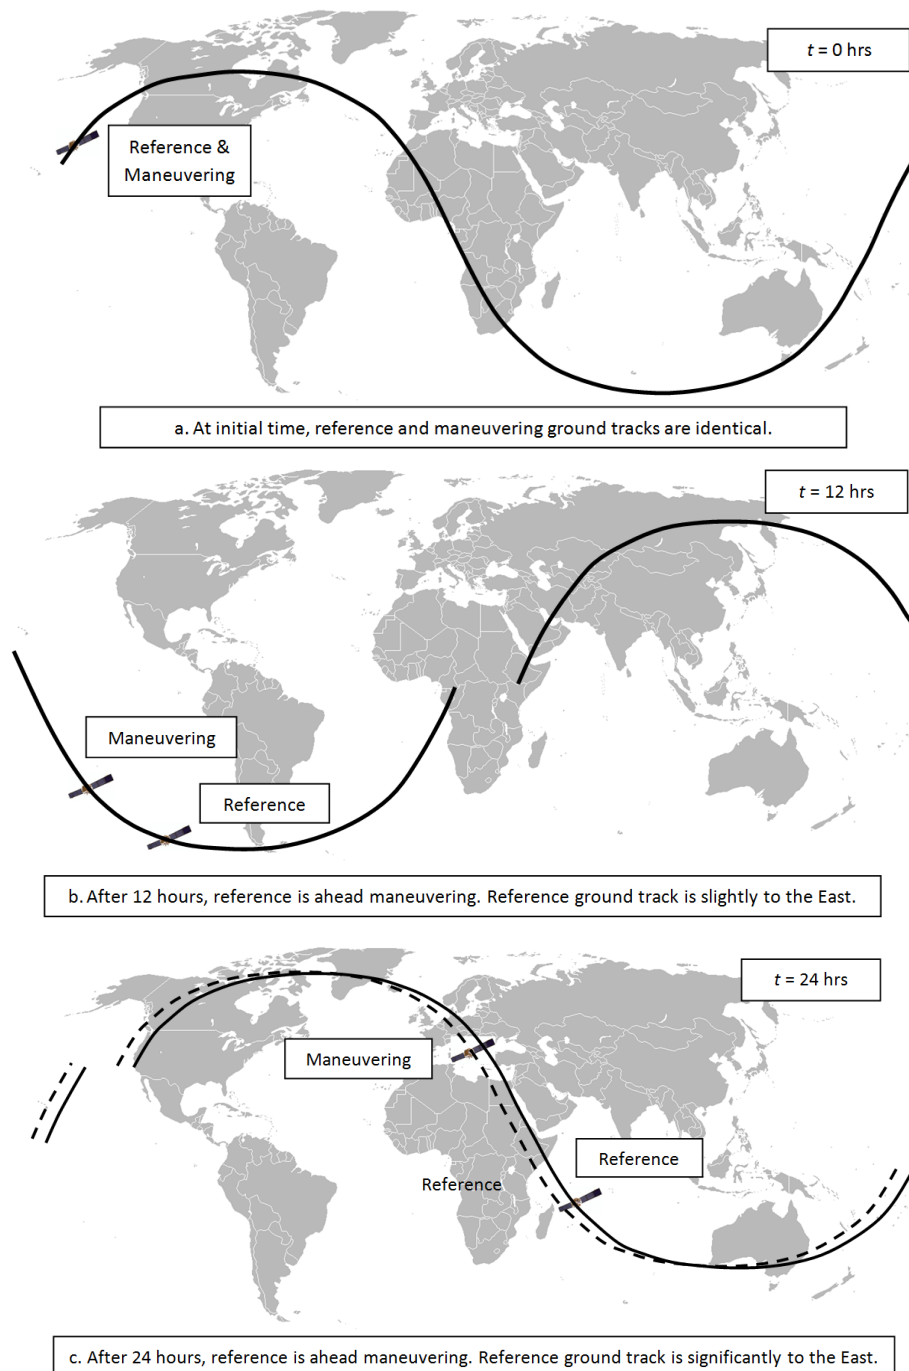 t = 0 hrs
Reference &
Maneuvering
a. At initial time, reference and maneuvering ground tracks are identical.
t = 12 hrs
Maneuvering
Reference
b. After 12 hours, reference is ahead maneuvering. Reference ground track is slightly to the East.
t = 24 hrs
Maneuvering
Reference
Reference
c. After 24 hours, reference is ahead maneuvering. Reference ground track is significantly to the East.